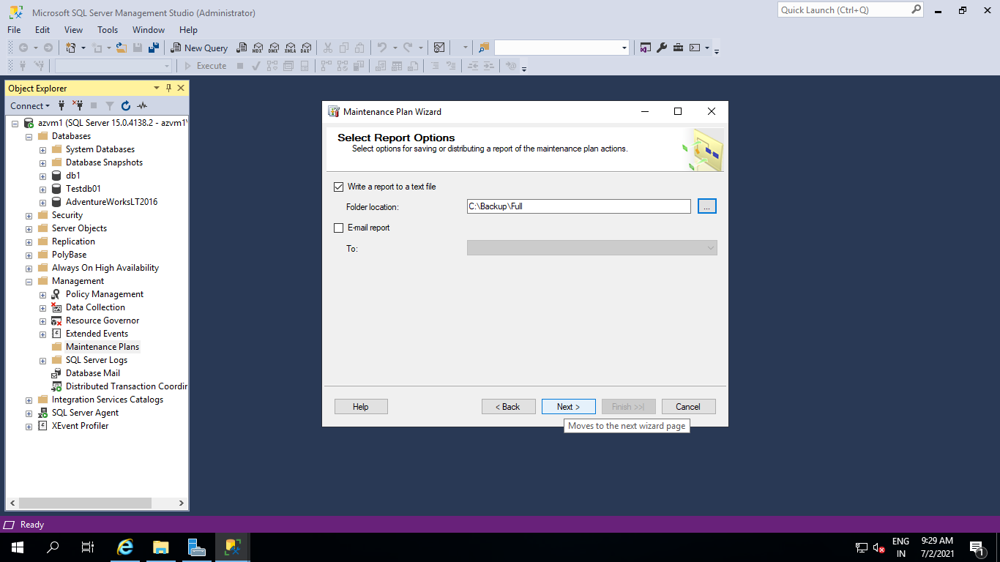 Microsoft SQL Server Management Studio (Administrator)
Quick Launch (Ctrl+Q)
File Edit View Tools Window Help
New Query
MDX DMX XMLA DAX
Execute
Object Explorer
Connect
azvm1 (SQL Server 15.0.4138.2 - azvm1\
Databases
System Databases
Database Snapshots
db1
Testdb01
AdventureWorksLT2016
Security
Server Objects
Replication
PolyBase
Always On High Availability
Management
Policy Management
Data Collection
Resource Governor
Extended Events
Maintenance Plans
SQL Server Logs
Database Mail
Distributed Transaction Coordin
Integration Services Catalogs
SQL Server Agent
XEvent Profiler
Maintenance Plan Wizard
Select Report Options
Select options for saving or distributing a report of the maintenance plan actions.
Write a report to a text file
Folder location: C:\Backup\Full ...
E-mail report
To:
Help < Back Next > Finish >>| Cancel
Moves to the next wizard page
Ready
ENG
IN
9:29 AM
7/2/2021
1